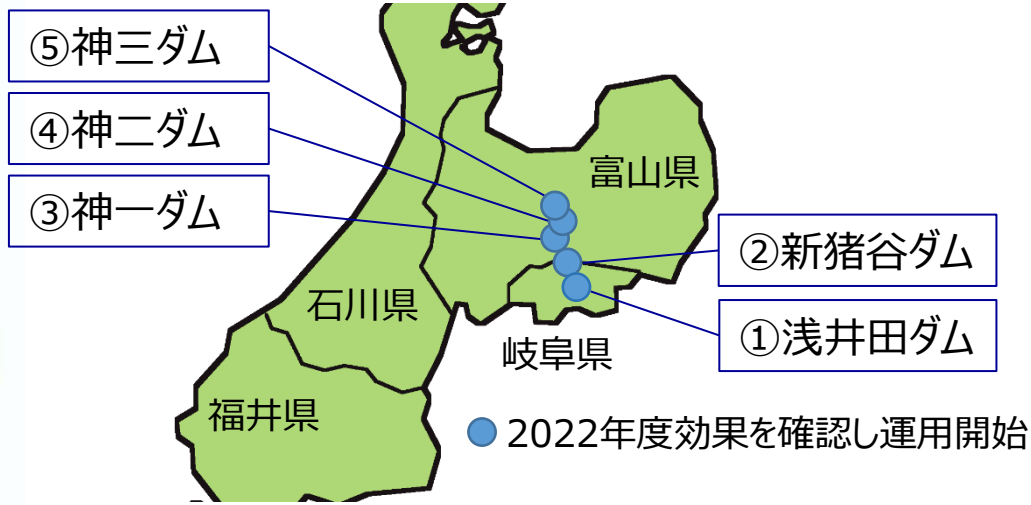 ⑤神三ダム
④神二ダム
③神一ダム
富山県
②新猪谷ダム
石川県
①浅井田ダム
岐阜県
福井県
2022年度効果を確認し運用開始